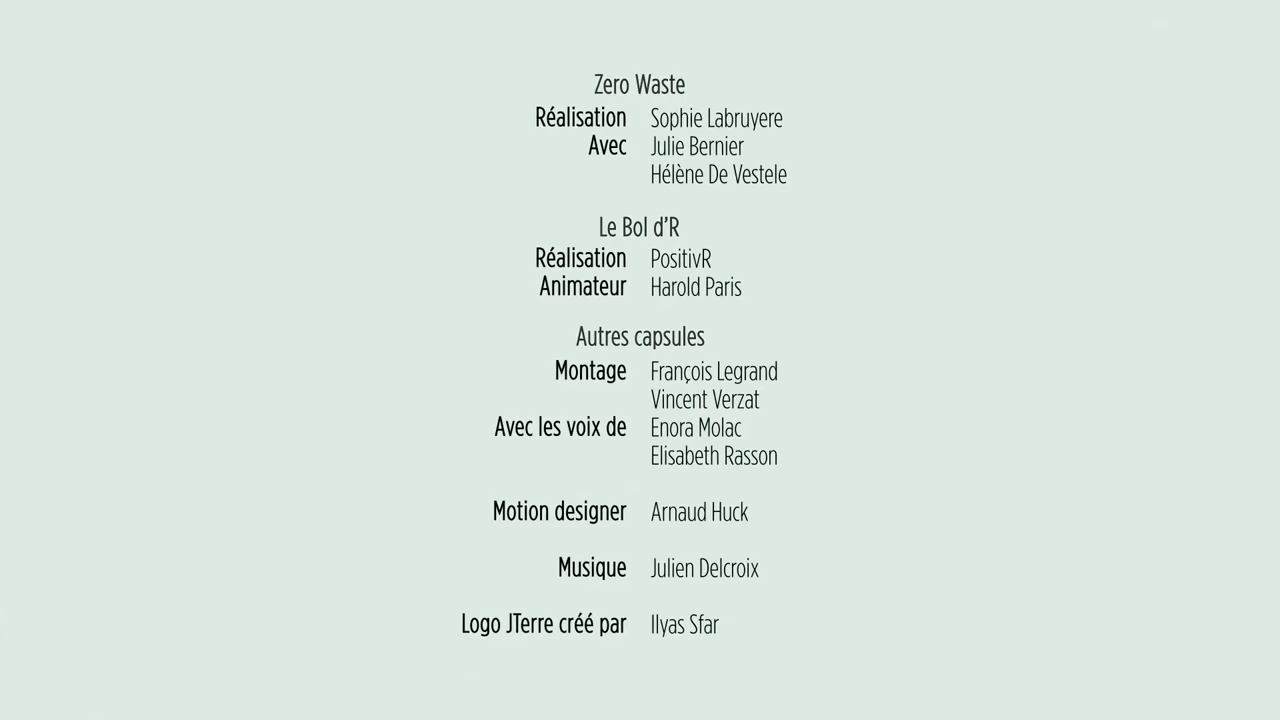 Zero Waste
Réalisation Sophie Labruyere
Avec Julie Bernier
Hélène De Vestele
Le Bol d’R
Réalisation PositivR
Animateur Harold Paris
Autres capsules
Montage François Legrand
Vincent Verzat
Avec les voix de Enora Molac
Elisabeth Rasson
Motion designer Arnaud Huck
Musique Julien Delcroix
Logo JTerre créé par Ilyas Sfar